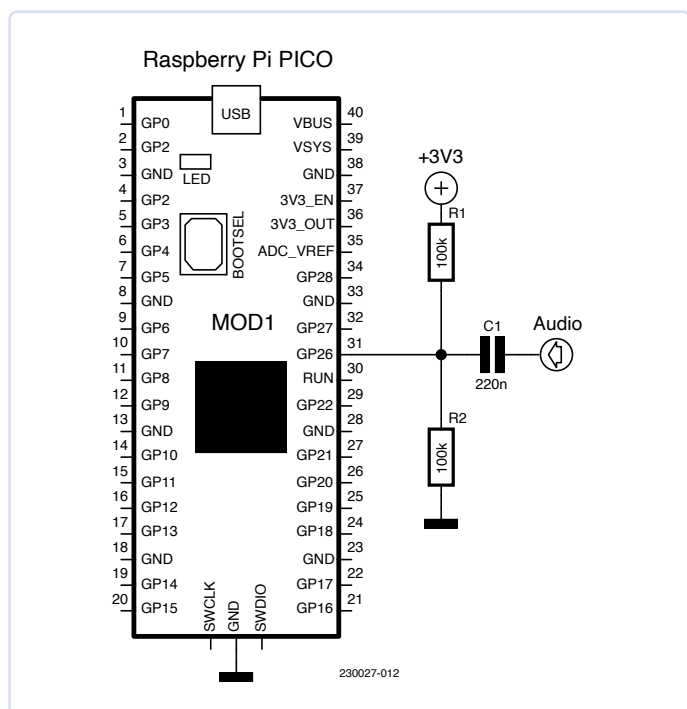 Raspberry Pi PICO
USB
LED
BOOTSEL
MOD1
1 GP0
2 GP2
3 GND
4 GP2
5 GP3
6 GP4
7 GP5
8 GND
9 GP6
10 GP7
11 GP8
12 GP9
13 GND
14 GP10
15 GP11
16 GP12
17 GP13
18 GND
19 GP14
20 GP15
VBUS 40
VSYS 39
GND 38
3V3_EN 37
3V3_OUT 36
ADC_VREF 35
GP28 34
GND 33
GP27 32
GP26 31
RUN 30
GP22 29
GND 28
GP21 27
GP20 26
GP19 25
GP18 24
GND 23
GP17 22
GP16 21
SWCLK
GND
SWDIO
+3V3
R1
100k
C1
220n
Audio
R2
100k
230027-012